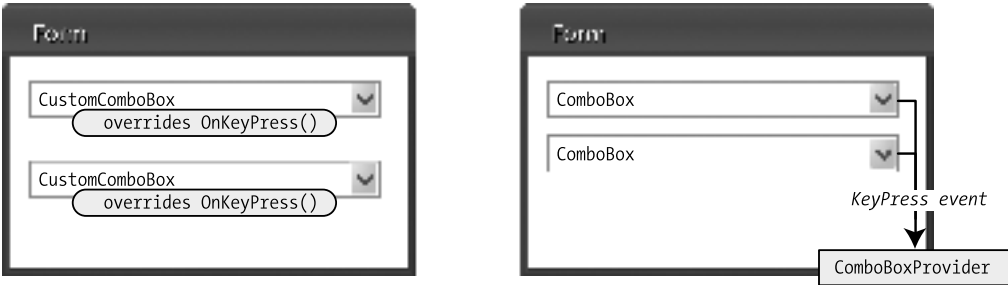 Form
CustomComboBox
overrides OnKeyPress()
CustomComboBox
overrides OnKeyPress()
Form
ComboBox
ComboBox
KeyPress event
ComboBoxProvider